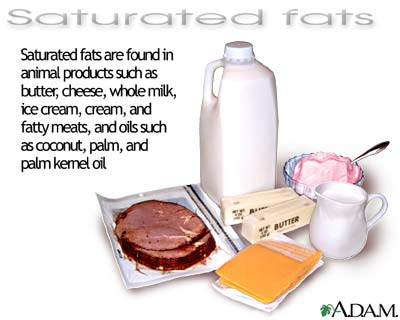 Saturated fats
Saturated fats are found in
animal products such as
butter, cheese, whole milk,
ice cream, cream, and
fatty meats, and oils such
as coconut, palm, and
palm kernel oil
BUTTER
A.D.A.M.